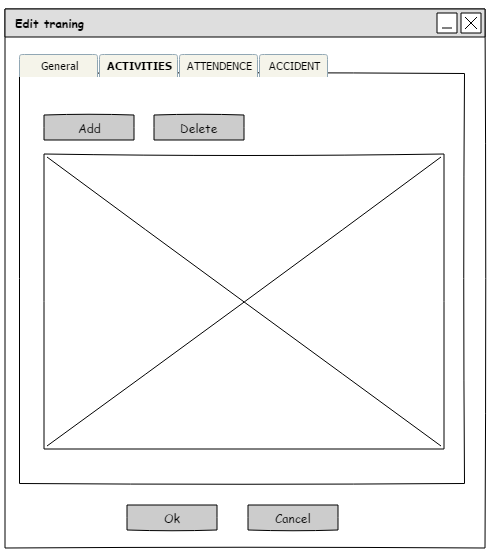 Edit traning
General ACTIVITIES ATTENDENCE ACCIDENT
Add Delete
Ok Cancel